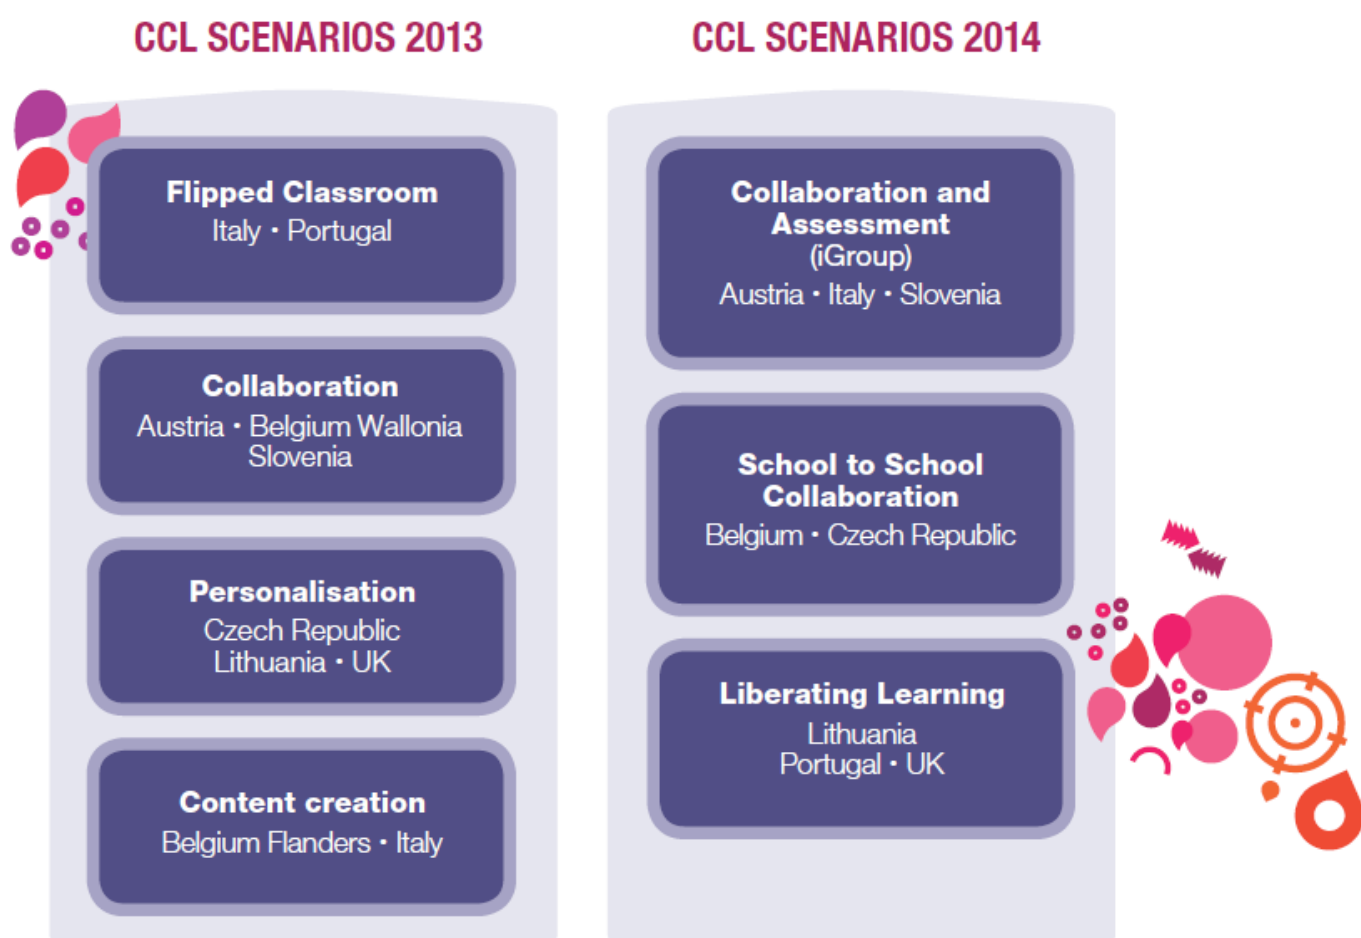 CCL SCENARIOS 2013
Flipped Classroom
Italy • Portugal
Collaboration
Austria • Belgium Wallonia
Slovenia
Personalisation
Czech Republic
Lithuania • UK
Content creation
Belgium Flanders • Italy
CCL SCENARIOS 2014
Collaboration and
Assessment
(iGroup)
Austria • Italy • Slovenia
School to School
Collaboration
Belgium • Czech Republic
Liberating Learning
Lithuania
Portugal • UK